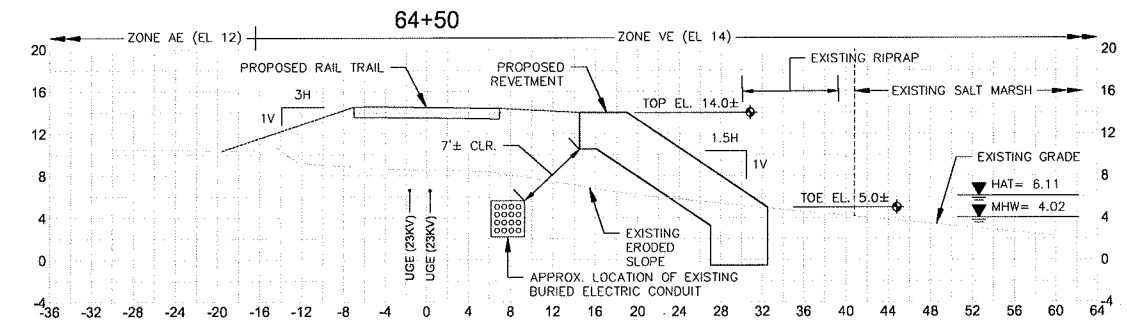 64+50
ZONE AE (EL 12)
ZONE VE (EL 14)
20
16
12
8
4
0
-4
20
16
12
8
4
0
-4
PROPOSED RAIL TRAIL
PROPOSED
REVETMENT
EXISTING RIPRAP
EXISTING SALT MARSH
3H
1V
TOP EL. 14.0±
1.5H
1V
7'± CLR.
EXISTING GRADE
HAT= 6.11
MHW= 4.02
TOE EL. 5.0±
UGE (23KV)
UGE (23KV)
EXISTING
ERODED
SLOPE
APPROX. LOCATION OF EXISTING
BURIED ELECTRIC CONDUIT
-36 -32 -28 -24 -20 -16 -12 -8 -4 0 4 8 12 16 20 24 28 32 36 40 44 48 52 56 60 64